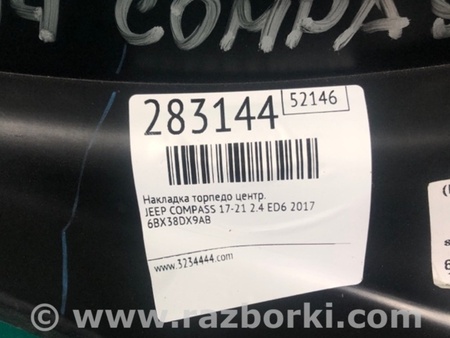 COMPASS
283144
52146
Накладка торпедо центр.
JEEP COMPASS 17-21 2.4 ED6 2017
6BX38DX9AB
www.3234444.com
www.razborki.com